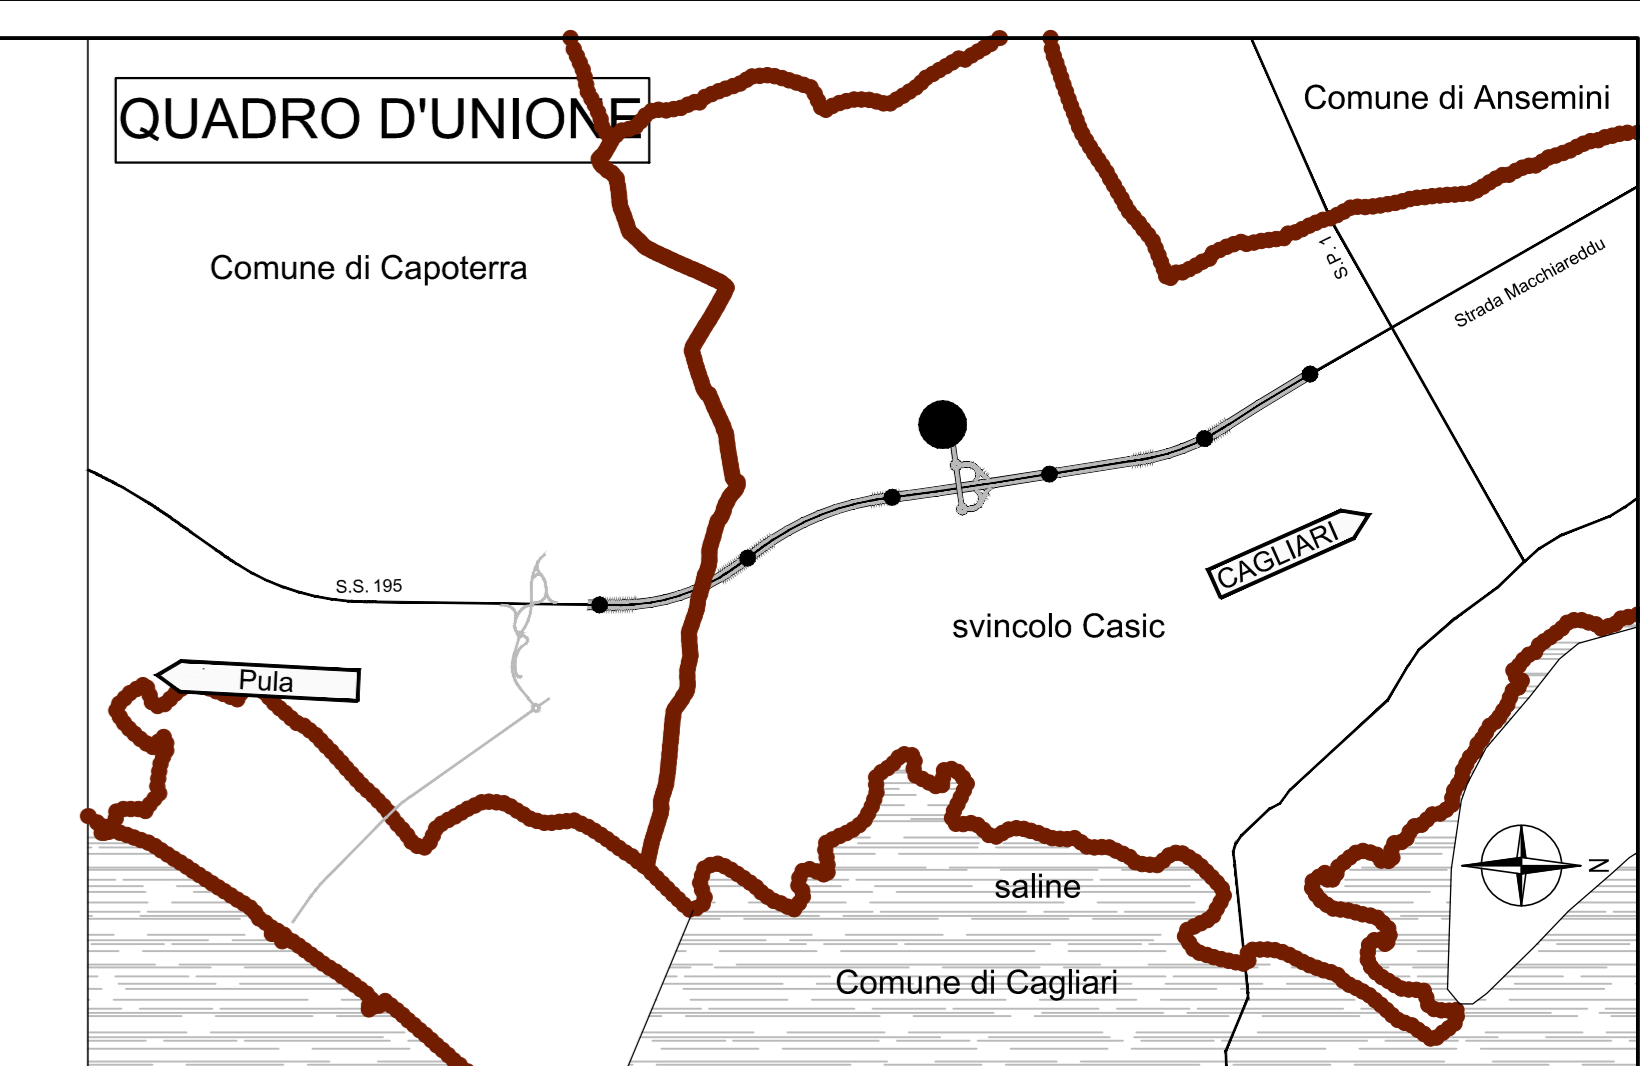 QUADRO D'UNIONE
Comune di Ansemini
Comune di Capoterra
S.P. 1
Strada Macchiareddu
CAGLIARI
S.S. 195
svincolo Casic
Pula
N
saline
Comune di Cagliari